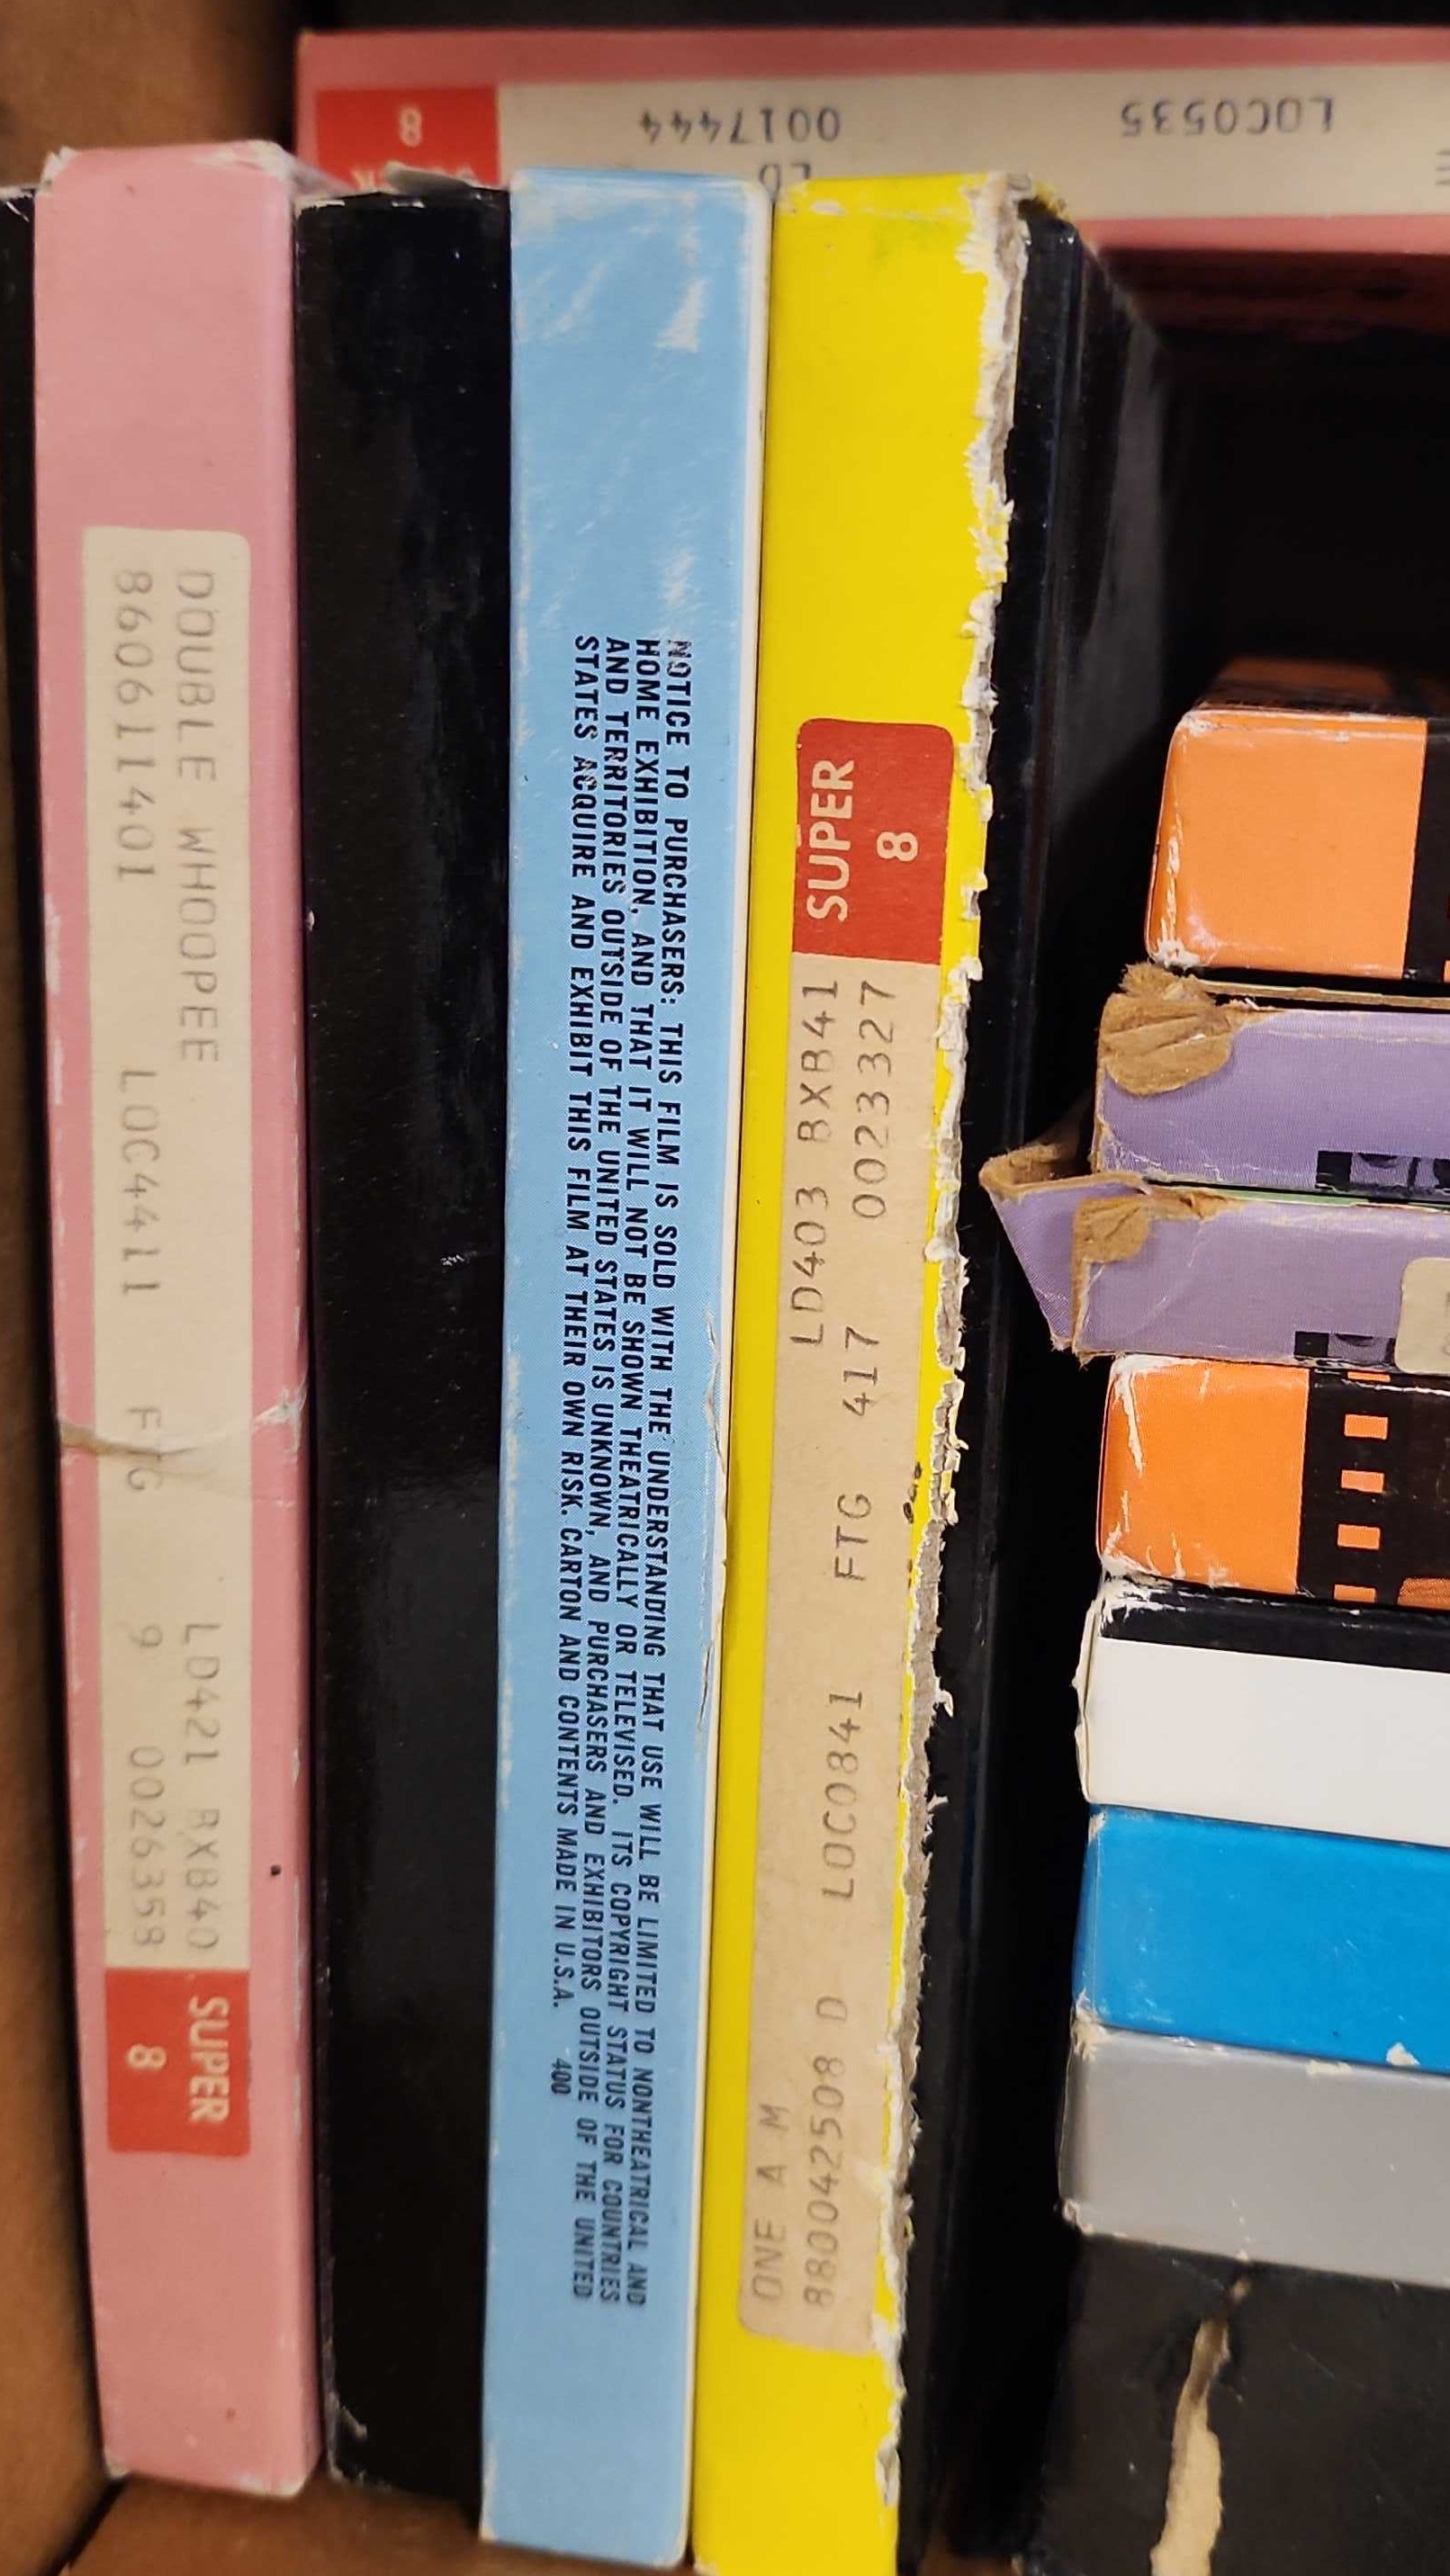 8
0017444
LOC0535
LD
DOUBLE WHOOPEE LD421 BXB40
860611401 LOC4411 FTG 9 0026358
SUPER
8
NOTICE TO PURCHASERS: THIS FILM IS SOLD WITH THE UNDERSTANDING THAT USE WILL BE LIMITED TO NONTHEATRICAL AND
HOME EXHIBITION, AND THAT IT WILL NOT BE SHOWN THEATRICALLY OR TELEVISED. ITS COPYRIGHT STATUS FOR COUNTRIES
AND TERRITORIES OUTSIDE OF THE UNITED STATES IS UNKNOWN, AND PURCHASERS AND EXHIBITORS OUTSIDE OF THE UNITED
STATES ACQUIRE AND EXHIBIT THIS FILM AT THEIR OWN RISK. CARTON AND CONTENTS MADE IN U.S.A. 400
ONE A M LD403 BXB41
880042508 D LOC0841 FTG 417 0023327
SUPER
8